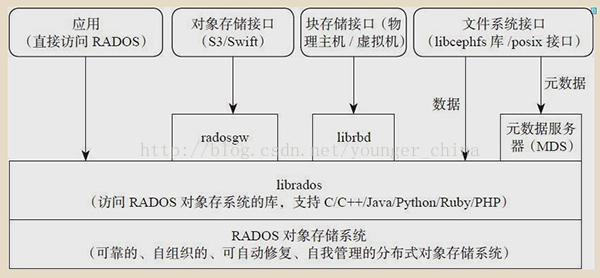 应用
（直接访问 RADOS）
对象存储接口
（S3/Swift）
块存储接口（物
理主机 / 虚拟机）
文件系统接口
（libcephfs 库 /posix 接口）
数据
元数据
radosgw
librbd
元数据服务
器（MDS）
http://blog.csdn.net/younger_china
librados
（访问 RADOS 对象存系统的库，支持 C/C++/Java/Python/Ruby/PHP）
RADOS 对象存储系统
（可靠的、自组织的、可自动修复、自我管理的分布式对象存储系统）